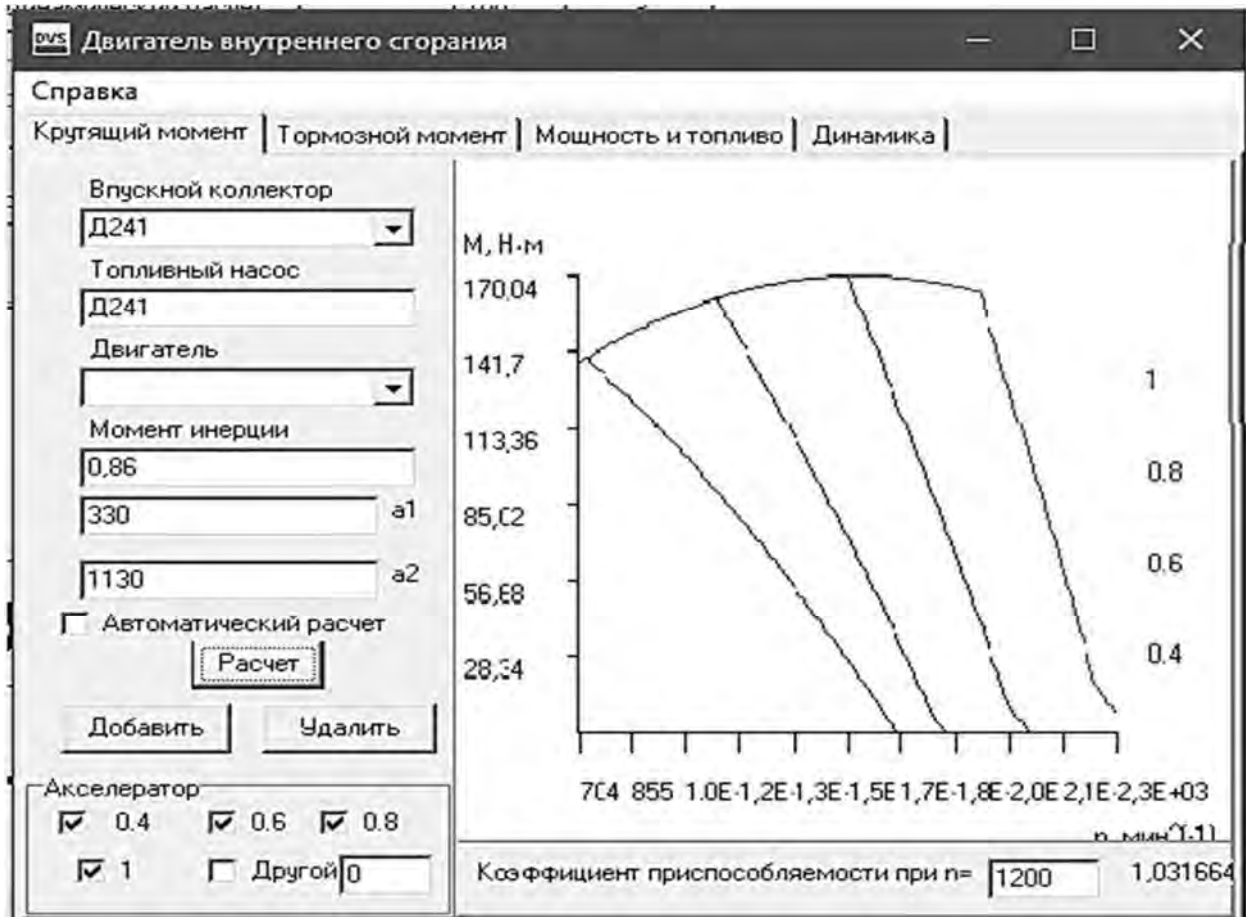 DVS Двигатель внутреннего сгорания
Справка
Крутящий момент Тормозной момент Мощность и топливо Динамика
Впускной коллектор
Д241
Топливный насос
Д241
Двигатель
Момент инерции
0,86
330 a1
1130 a2
Автоматический расчет
Расчет
Добавить Удалить
Акселератор
0.4 0.6 0.8
1 Другой 0
М, Н·м
170,04
141,7
113,36
85,02
56,68
28,34
1
0.8
0.6
0.4
704 855 1.0E-1,2E-1,3E-1,5E1,7E-1,8E-2,0E 2,1E-2,3E+03
n, мин^(-1)
Коэффициент приспособляемости при n= 1200 1,031664